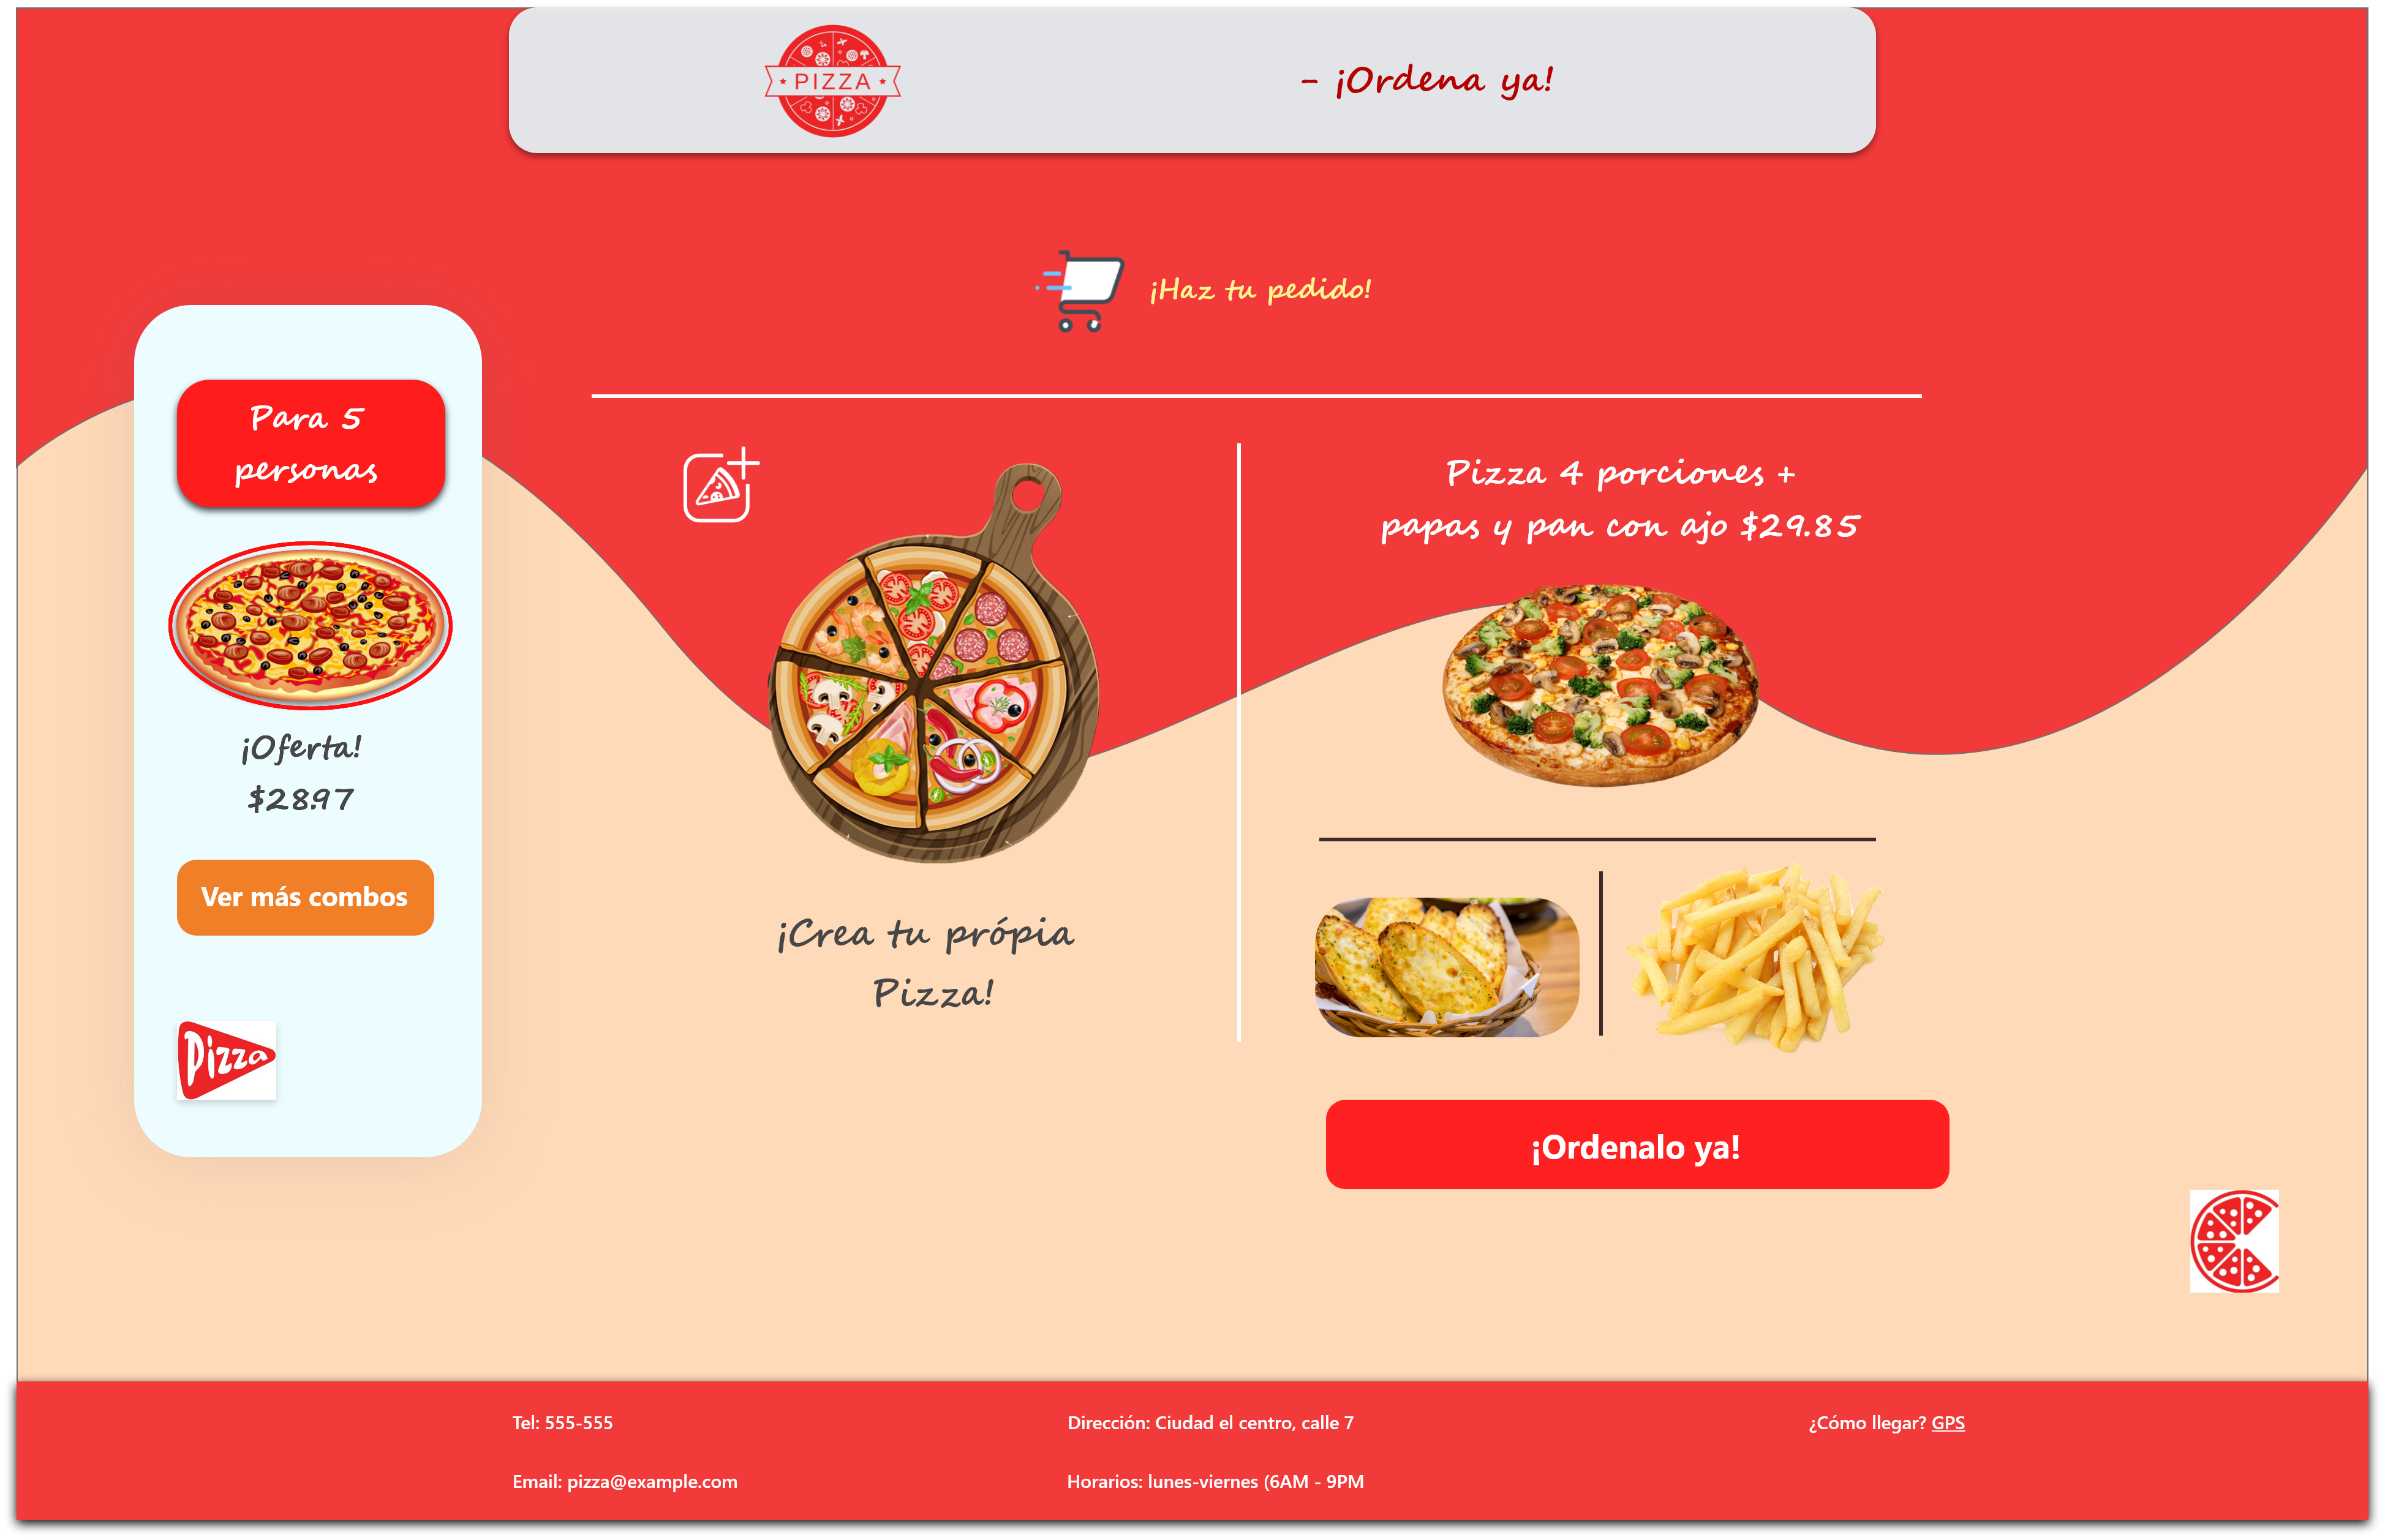 PIZZA
- ¡Ordena ya!
¡Haz tu pedido!
Para 5
personas
¡Oferta!
$28.97
Ver más combos
Pizza
¡Crea tu própia
Pizza!
Pizza 4 porciones +
papas y pan con ajo $29.85
¡Ordenalo ya!
Tel: 555-555
Email: pizza@example.com
Dirección: Ciudad el centro, calle 7
Horarios: lunes-viernes (6AM - 9PM
¿Cómo llegar? GPS